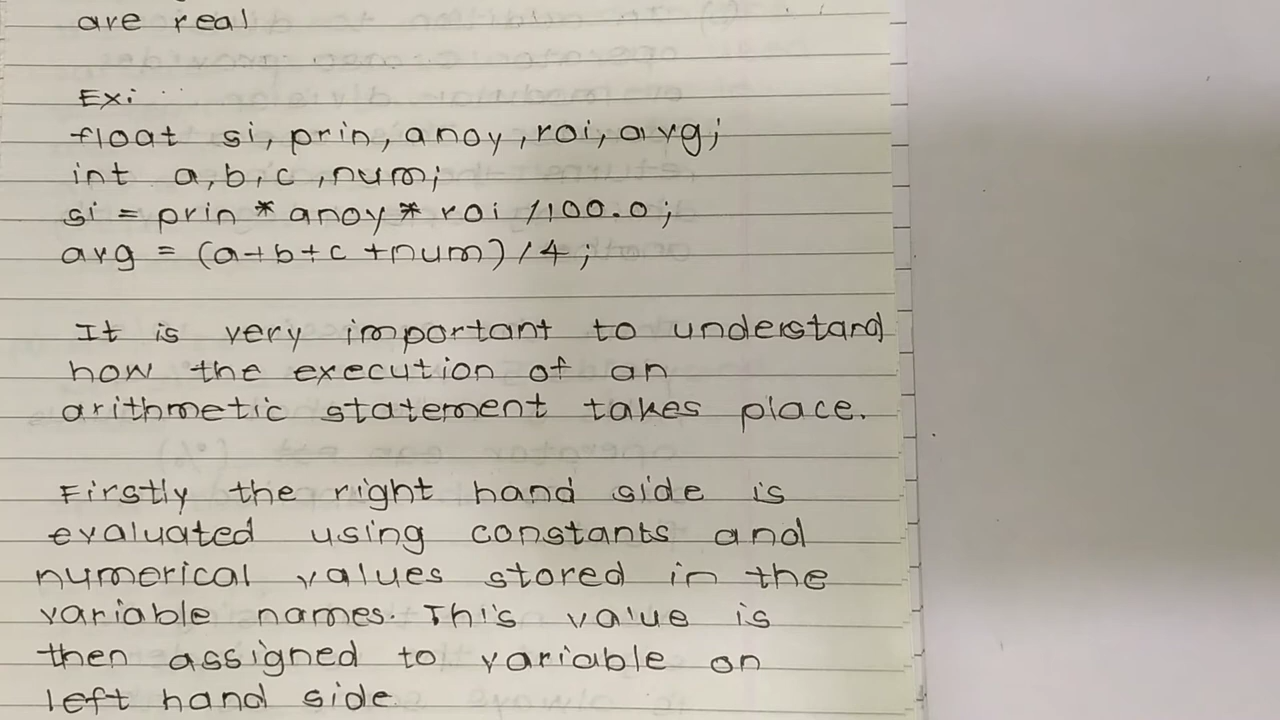 are real
Ex:
float si, prin, anoy, roi, avg;
int a, b, c, num;
si = prin * anoy * roi / 100.0;
avg = (a+b+c+num) / 4;
It is very important to understand
how the execution of an
arithmetic statement takes place.
Firstly the right hand side is
evaluated using constants and
numerical values stored in the
variable names. This value is
then assigned to variable on
left hand side.